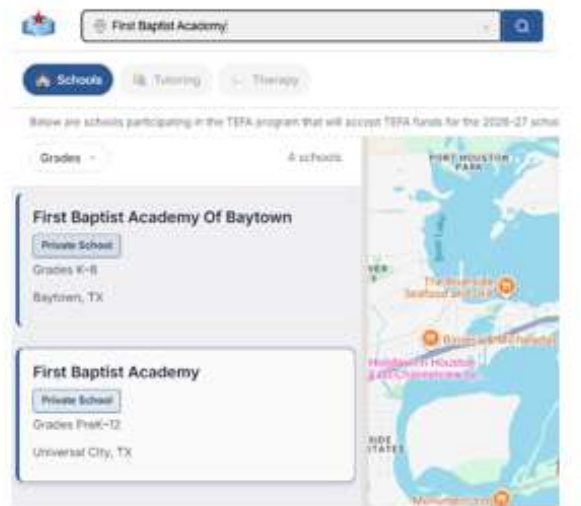 First Baptist Academy
Schools
Tutoring
Therapy
Below are schools participating in the TEFA program that will accept TEFA funds for the 2026-27 schoo
Grades
4 schools
First Baptist Academy Of Baytown
Private School
Grades K-8
Baytown, TX
First Baptist Academy
Private School
Grades PreK-12
Universal City, TX
PORT HOUSTON
PARK
Seafood and